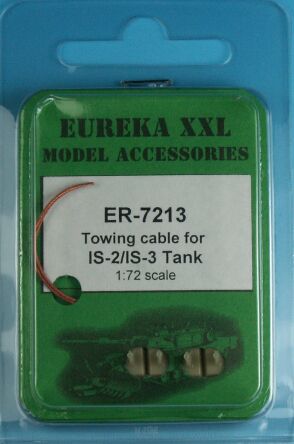 EUREKA XXL
MODEL ACCESSORIES
ER-7213
Towing cable for
IS-2/IS-3 Tank
1:72 scale